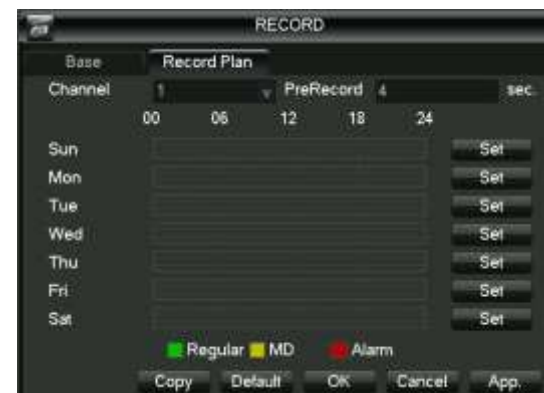 RECORD
Base Record Plan
Channel 1 PreRecord 4 sec.
00 06 12 18 24
Sun Set
Mon Set
Tue Set
Wed Set
Thu Set
Fri Set
Sat Set
Regular MD Alarm
Copy Default OK Cancel App.